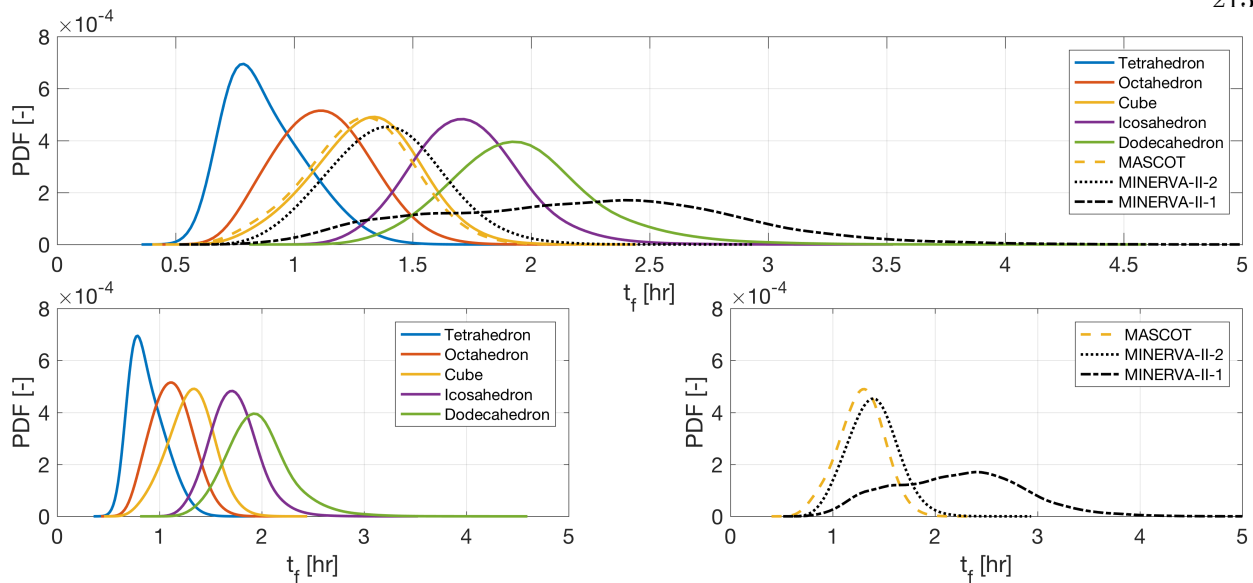 ×10-4
8
6
4
2
0
PDF [-]
0 0.5 1 1.5 2 2.5 3 3.5 4 4.5 5
tf [hr]
Tetrahedron
Octahedron
Cube
Icosahedron
Dodecahedron
MASCOT
MINERVA-II-2
MINERVA-II-1
×10-4
8
6
4
2
0
PDF [-]
0 1 2 3 4 5
tf [hr]
Tetrahedron
Octahedron
Cube
Icosahedron
Dodecahedron
×10-4
8
6
4
2
0
PDF [-]
0 1 2 3 4 5
tf [hr]
MASCOT
MINERVA-II-2
MINERVA-II-1